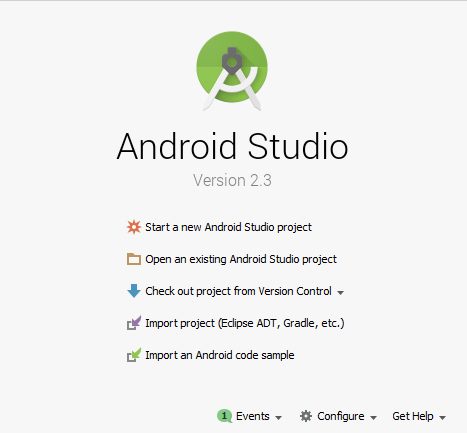 Android Studio
Version 2.3
Start a new Android Studio project
Open an existing Android Studio project
Check out project from Version Control
Import project (Eclipse ADT, Gradle, etc.)
Import an Android code sample
1 Events Configure Get Help